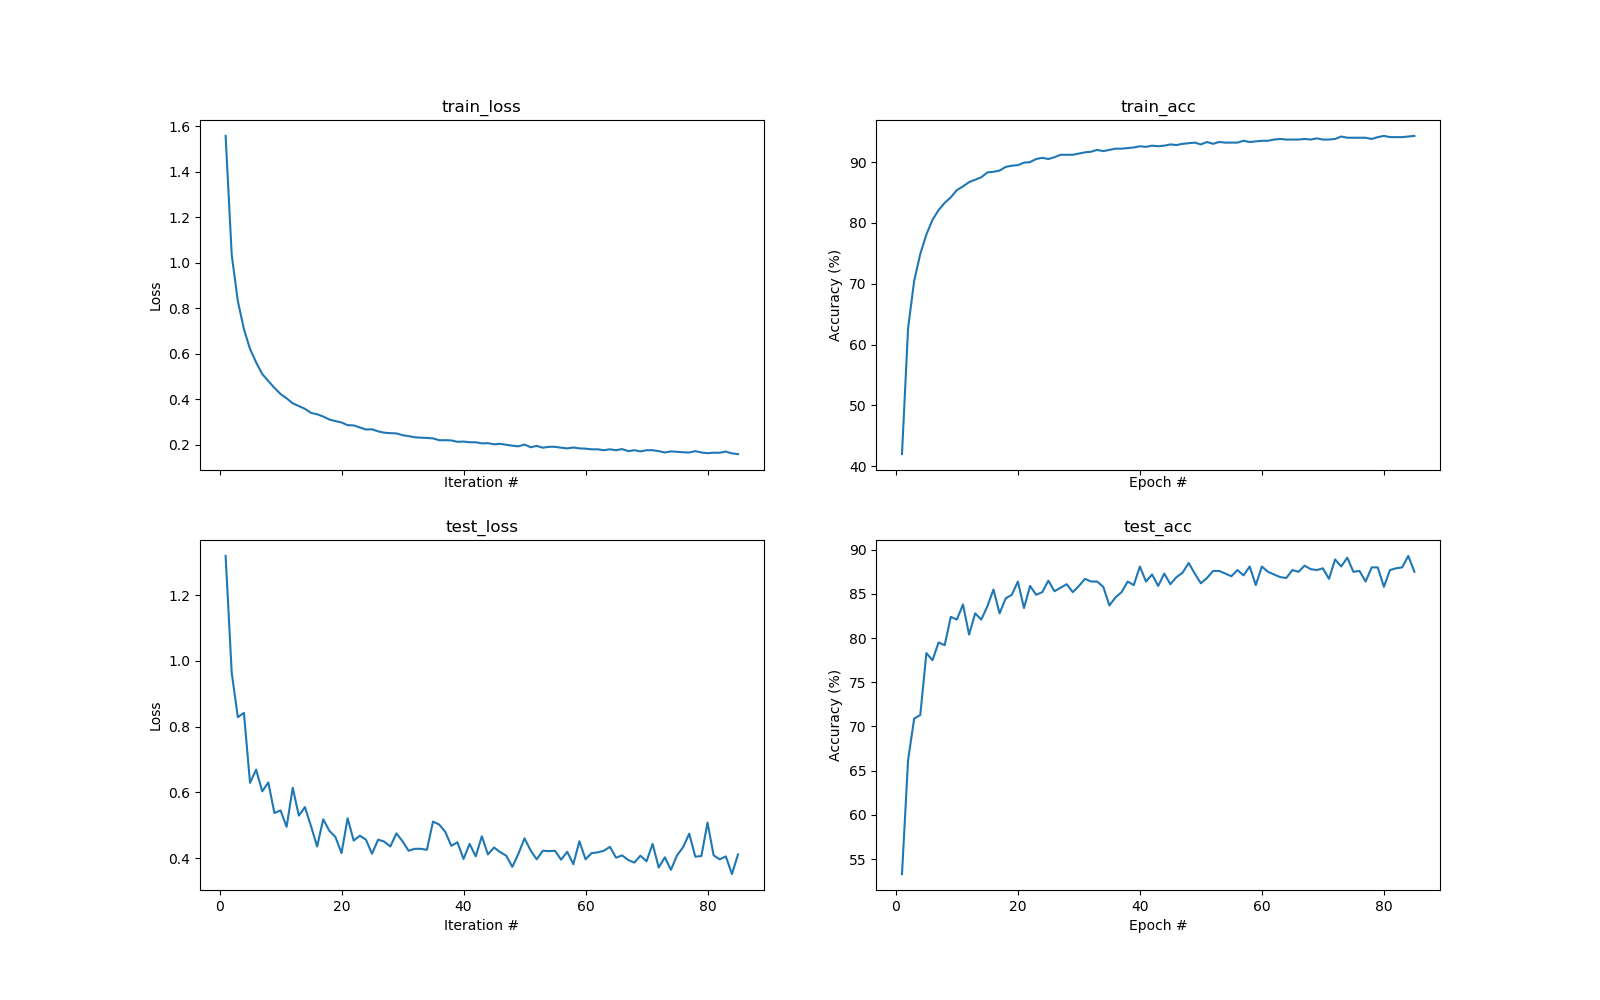 train_loss
1.6
1.4
1.2
1.0
0.8
0.6
0.4
0.2
Loss
Iteration #
train_acc
90
80
70
60
50
40
Accuracy (%)
Epoch #
test_loss
1.2
1.0
0.8
0.6
0.4
Loss
0 20 40 60 80
Iteration #
test_acc
90
85
80
75
70
65
60
55
Accuracy (%)
0 20 40 60 80
Epoch #